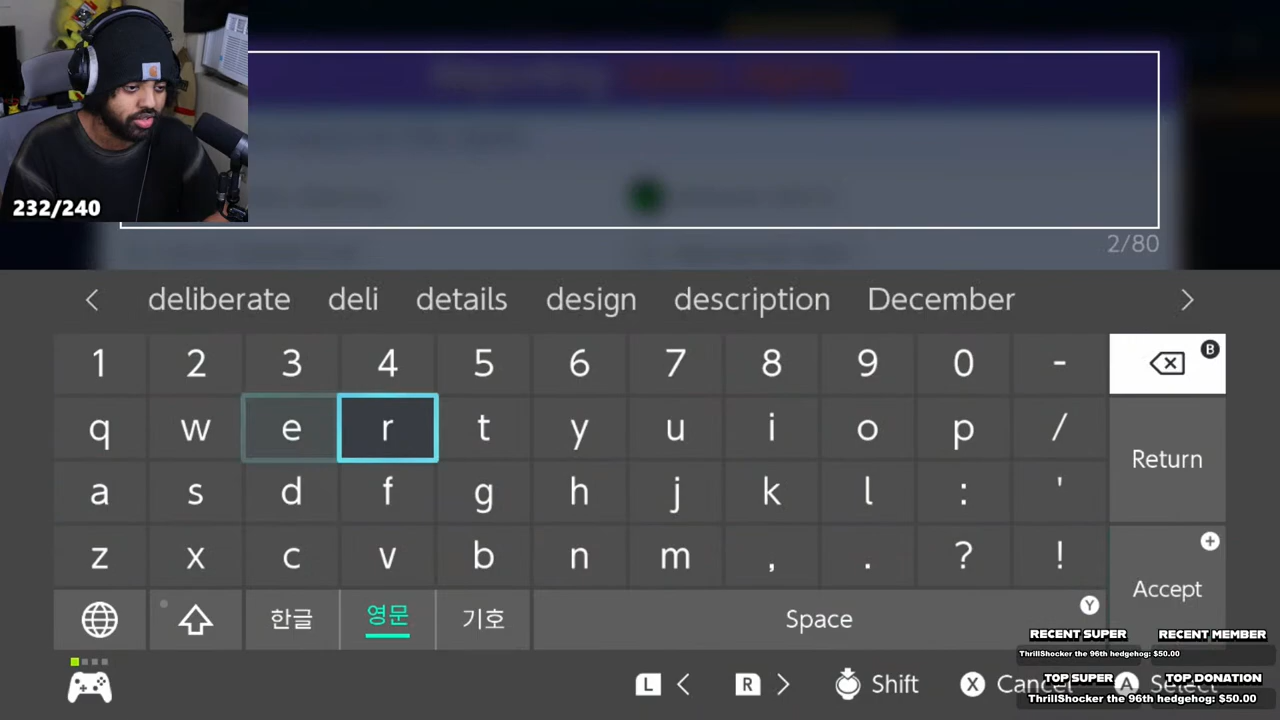 232/240
2/80
deliberate deli details design description December
1 2 3 4 5 6 7 8 9 0 - B
q w e r t y u i o p / Return
a s d f g h j k l : '
z x c v b n m , . ? ! Accept
한글 영문 기호 Space Y
L R Shift X Cancel A Select
RECENT SUPER RECENT MEMBER
ThrillShocker the 96th hedgehog: $50.00
TOP SUPER TOP DONATION
ThrillShocker the 96th hedgehog: $50.00